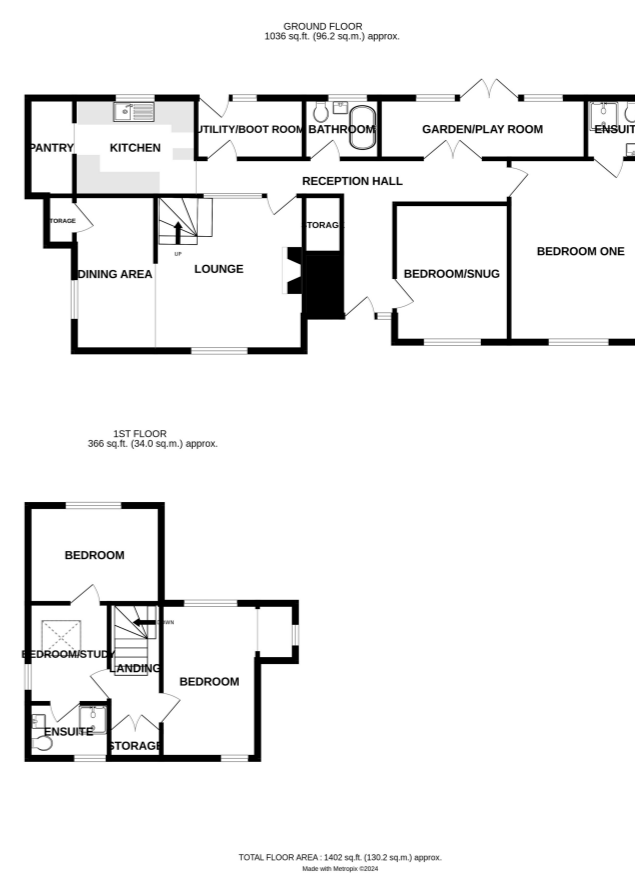 GROUND FLOOR
1036 sq.ft. (96.2 sq.m.) approx.
PANTRY
KITCHEN
UTILITY/BOOT ROOM
BATHROOM
GARDEN/PLAY ROOM
ENSUIT
RECEPTION HALL
TORAGE
STORAG
UP
DINING AREA
LOUNGE
BEDROOM/SNUG
BEDROOM ONE
1ST FLOOR
366 sq.ft. (34.0 sq.m.) approx.
BEDROOM
DOWN
BEDROOM/STUDY
LANDING
BEDROOM
ENSUITE
STORAGE
TOTAL FLOOR AREA : 1402 sq.ft. (130.2 sq.m.) approx.
Made with Metropix ©2024